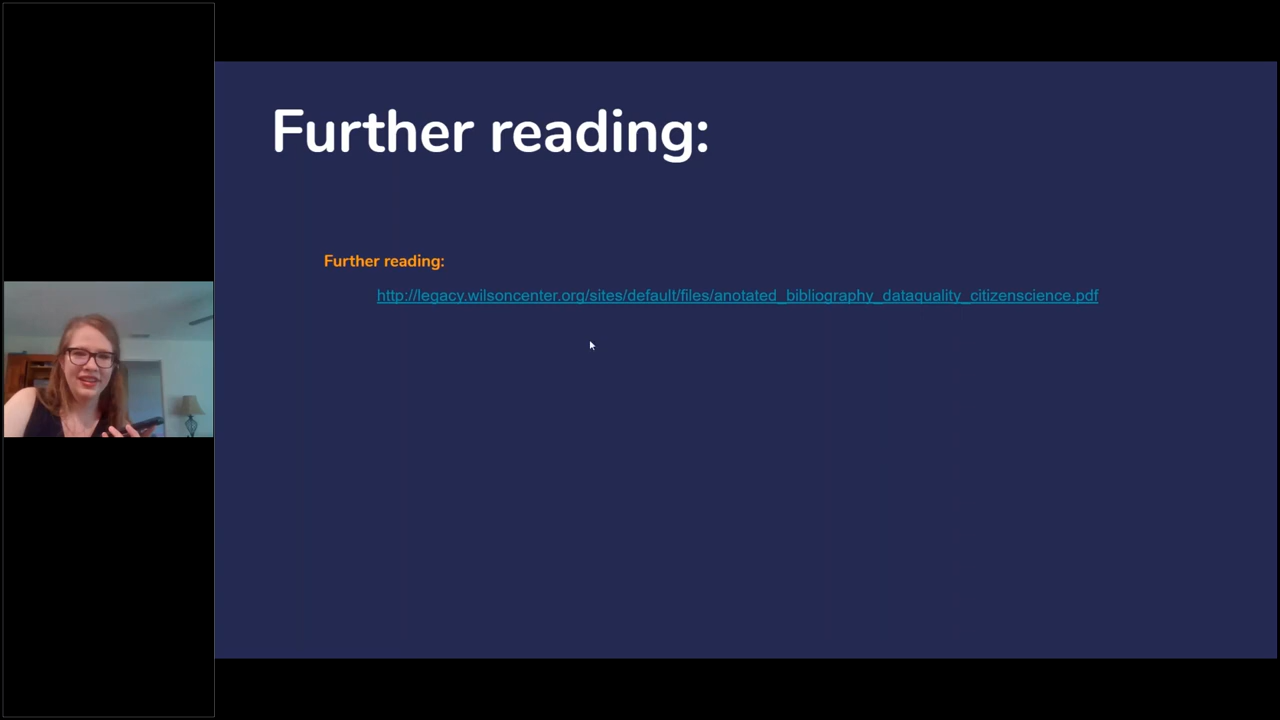 Further reading:
Further reading:
http://legacy.wilsoncenter.org/sites/default/files/anotated_bibliography_dataquality_citizenscience.pdf